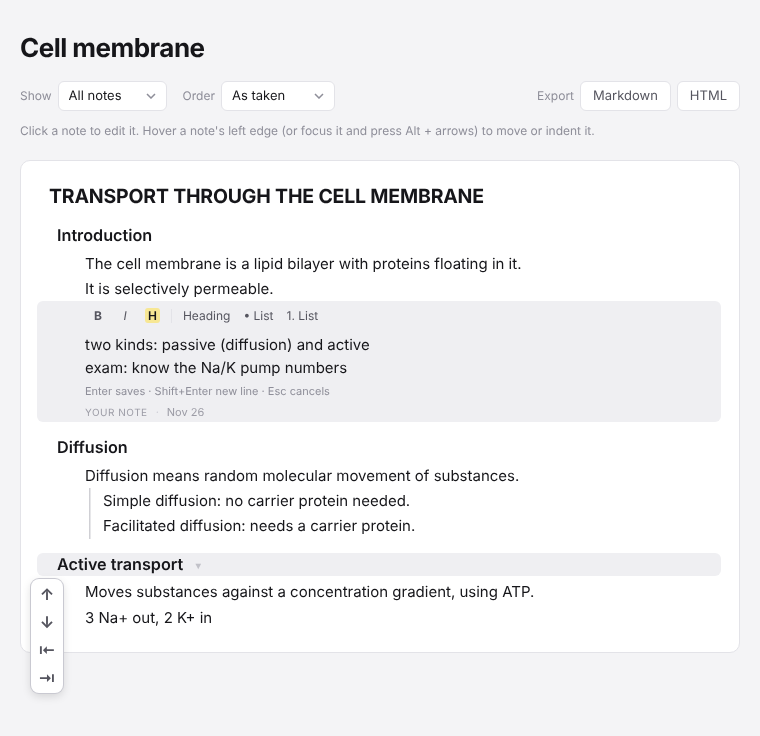 Cell membrane
Show All notes Order As taken Export Markdown HTML
Click a note to edit it. Hover a note's left edge (or focus it and press Alt + arrows) to move or indent it.
TRANSPORT THROUGH THE CELL MEMBRANE
Introduction
The cell membrane is a lipid bilayer with proteins floating in it.
It is selectively permeable.
B I H Heading • List 1. List
two kinds: passive (diffusion) and active
exam: know the Na/K pump numbers
Enter saves · Shift+Enter new line · Esc cancels
YOUR NOTE · Nov 26
Diffusion
Diffusion means random molecular movement of substances.
Simple diffusion: no carrier protein needed.
Facilitated diffusion: needs a carrier protein.
Active transport
Moves substances against a concentration gradient, using ATP.
3 Na+ out, 2 K+ in